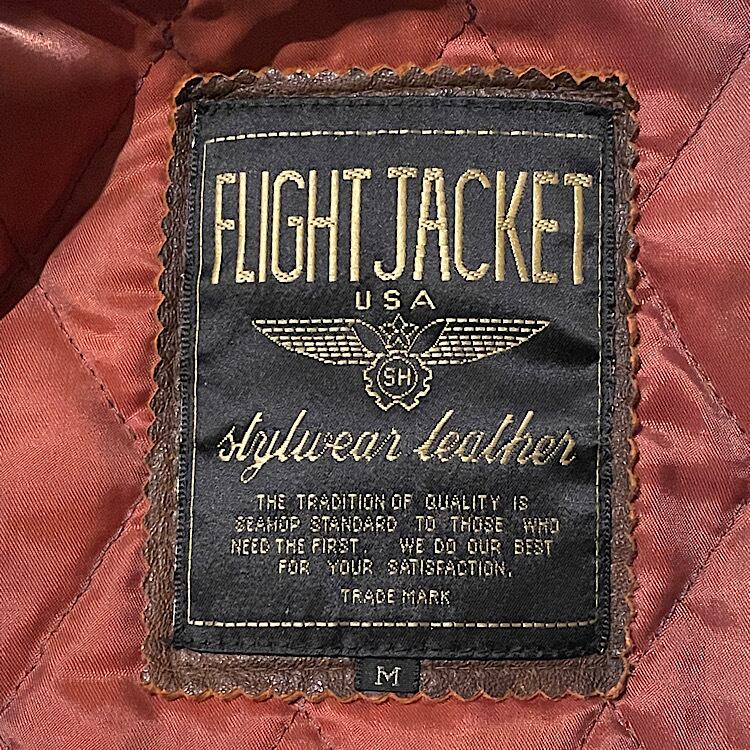 FLIGHT JACKET
USA
SH
stylwear leather
THE TRADITION OF QUALITY IS
SEAHOP STANDARD TO THOSE WHO
NEED THE FIRST. WE DO OUR BEST
FOR YOUR SATISFACTION.
TRADE MARK
M